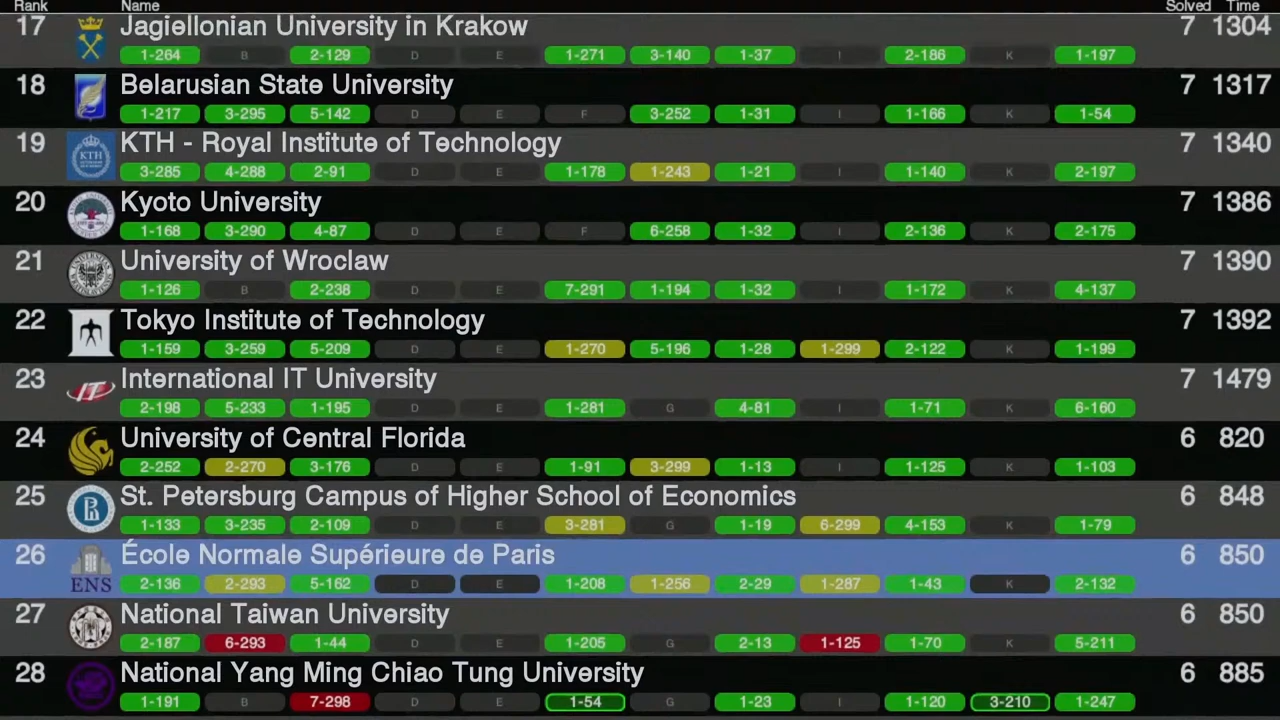 Rank Name Solved Time
17 Jagiellonian University in Krakow 7 1304
1-264 B 2-129 D E 1-271 3-140 1-37 I 2-186 K 1-197
18 Belarusian State University 7 1317
1-217 3-295 5-142 D E F 3-252 1-31 I 1-166 K 1-54
19 KTH - Royal Institute of Technology 7 1340
KTH
3-285 4-288 2-91 D E 1-178 1-243 1-21 I 1-140 K 2-197
20 Kyoto University 7 1386
1-168 3-290 4-87 D E F 6-258 1-32 I 2-136 K 2-175
21 University of Wroclaw 7 1390
1-126 B 2-238 D E 7-291 1-194 1-32 I 1-172 K 4-137
22 Tokyo Institute of Technology 7 1392
1-159 3-259 5-209 D E 1-270 5-196 1-28 1-299 2-122 K 1-199
23 International IT University 7 1479
IT
2-198 5-233 1-195 D E 1-281 G 4-81 I 1-71 K 6-160
24 University of Central Florida 6 820
2-252 2-270 3-176 D E 1-91 3-299 1-13 I 1-125 K 1-103
25 St. Petersburg Campus of Higher School of Economics 6 848
1-133 3-235 2-109 D E 3-281 G 1-19 6-299 4-153 K 1-79
26 École Normale Supérieure de Paris 6 850
ENS
2-136 2-293 5-162 D E 1-208 1-256 2-29 1-287 1-43 K 2-132
27 National Taiwan University 6 850
2-187 6-293 1-44 D E 1-205 G 2-13 1-125 1-70 K 5-211
28 National Yang Ming Chiao Tung University 6 885
1-191 B 7-298 D E 1-54 G 1-23 I 1-120 3-210 1-247